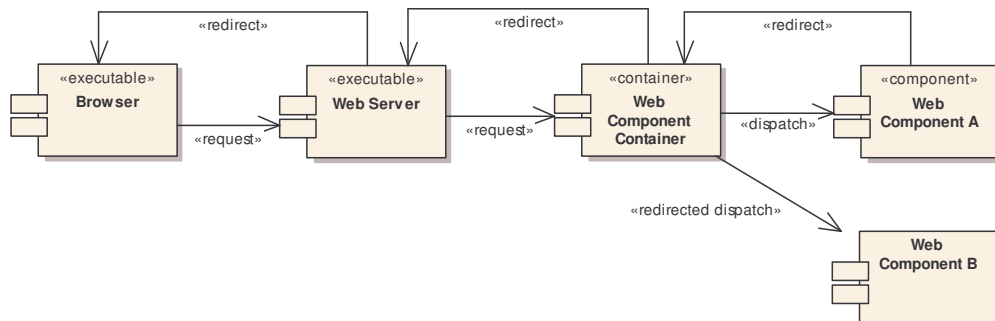 «redirect»
«redirect»
«redirect»
«executable»
Browser
«executable»
Web Server
«container»
Web
Component
Container
«component»
Web
Component A
«request»
«request»
«dispatch»
«redirected dispatch»
Web
Component B